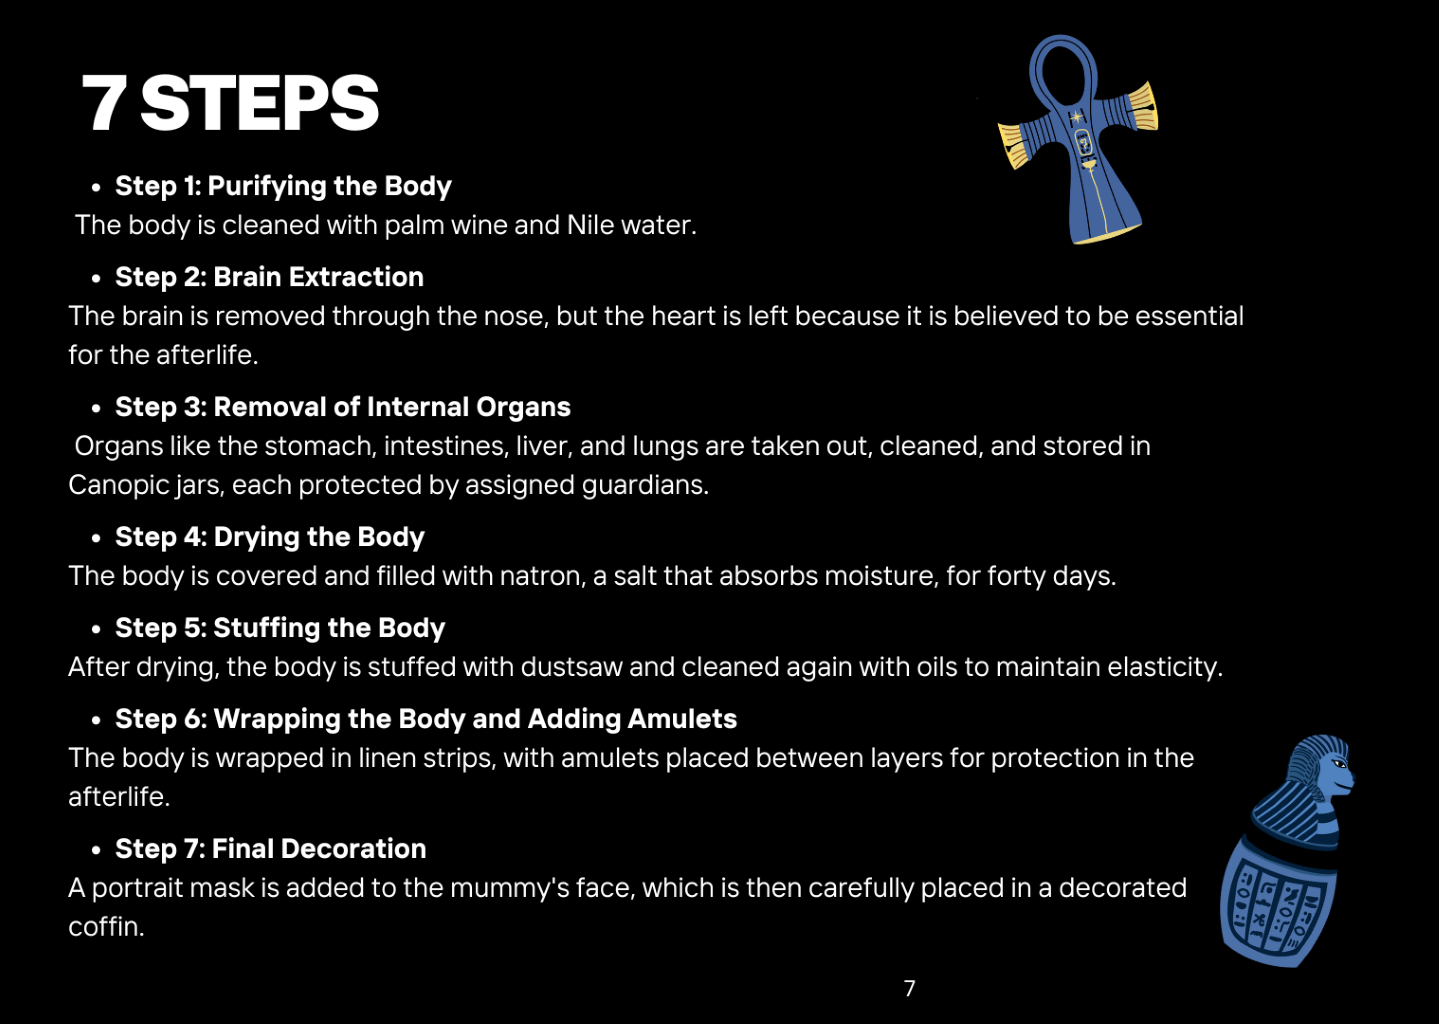 7 STEPS
• Step 1: Purifying the Body
The body is cleaned with palm wine and Nile water.
• Step 2: Brain Extraction
The brain is removed through the nose, but the heart is left because it is believed to be essential
for the afterlife.
• Step 3: Removal of Internal Organs
Organs like the stomach, intestines, liver, and lungs are taken out, cleaned, and stored in
Canopic jars, each protected by assigned guardians.
• Step 4: Drying the Body
The body is covered and filled with natron, a salt that absorbs moisture, for forty days.
• Step 5: Stuffing the Body
After drying, the body is stuffed with dustsaw and cleaned again with oils to maintain elasticity.
• Step 6: Wrapping the Body and Adding Amulets
The body is wrapped in linen strips, with amulets placed between layers for protection in the
afterlife.
• Step 7: Final Decoration
A portrait mask is added to the mummy's face, which is then carefully placed in a decorated
coffin.
7